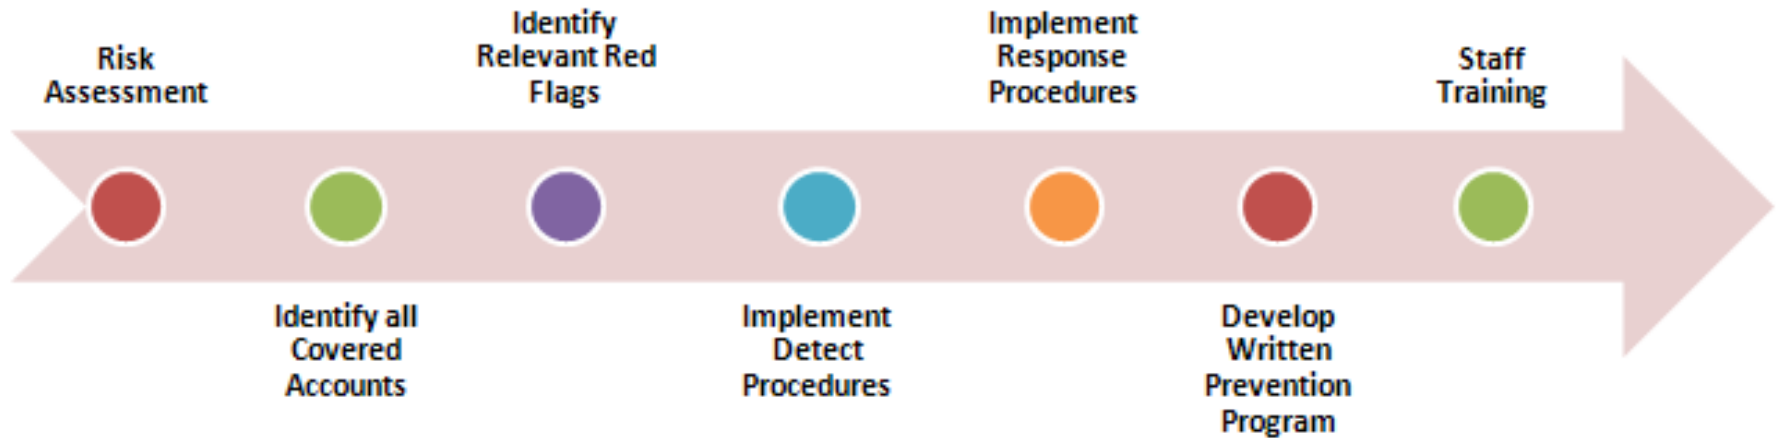 Risk
Assessment
Identify all
Covered
Accounts
Identify
Relevant Red
Flags
Implement
Detect
Procedures
Implement
Response
Procedures
Develop
Written
Prevention
Program
Staff
Training